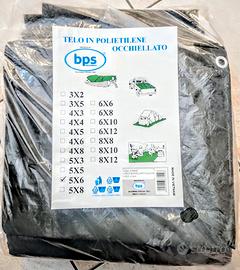 TELO IN POLIETILENE
OCCHIELLATO
bps
3X2
3X5 6X6
4X3 6X8
4X4 6X10
4X5 6X12
4X6 8X8
4X8 8X10
5X3 8X12
5X5
5X6
5X8
bps